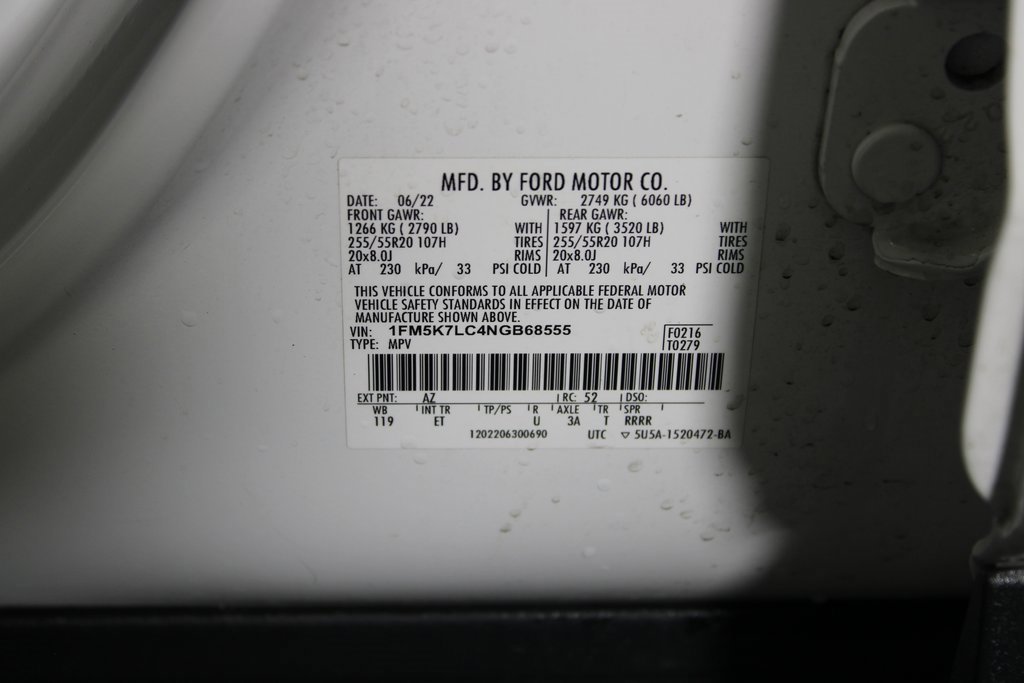 MFD. BY FORD MOTOR CO.
DATE: 06/22 GVWR: 2749 KG ( 6060 LB)
FRONT GAWR: REAR GAWR:
1266 KG ( 2790 LB) WITH 1597 KG ( 3520 LB) WITH
255/55R20 107H TIRES 255/55R20 107H TIRES
20x8.0J RIMS 20x8.0J RIMS
AT 230 kPa/ 33 PSI COLD AT 230 kPa/ 33 PSI COLD
THIS VEHICLE CONFORMS TO ALL APPLICABLE FEDERAL MOTOR
VEHICLE SAFETY STANDARDS IN EFFECT ON THE DATE OF
MANUFACTURE SHOWN ABOVE.
VIN: 1FM5K7LC4NGB68555 F0216
TYPE: MPV T0279
EXT PNT: AZ RC: 52 DSO:
WB INT TR TP/PS R AXLE TR SPR
119 ET U 3A T RRRR
1202206300690 UTC ▽ 5U5A-1520472-BA